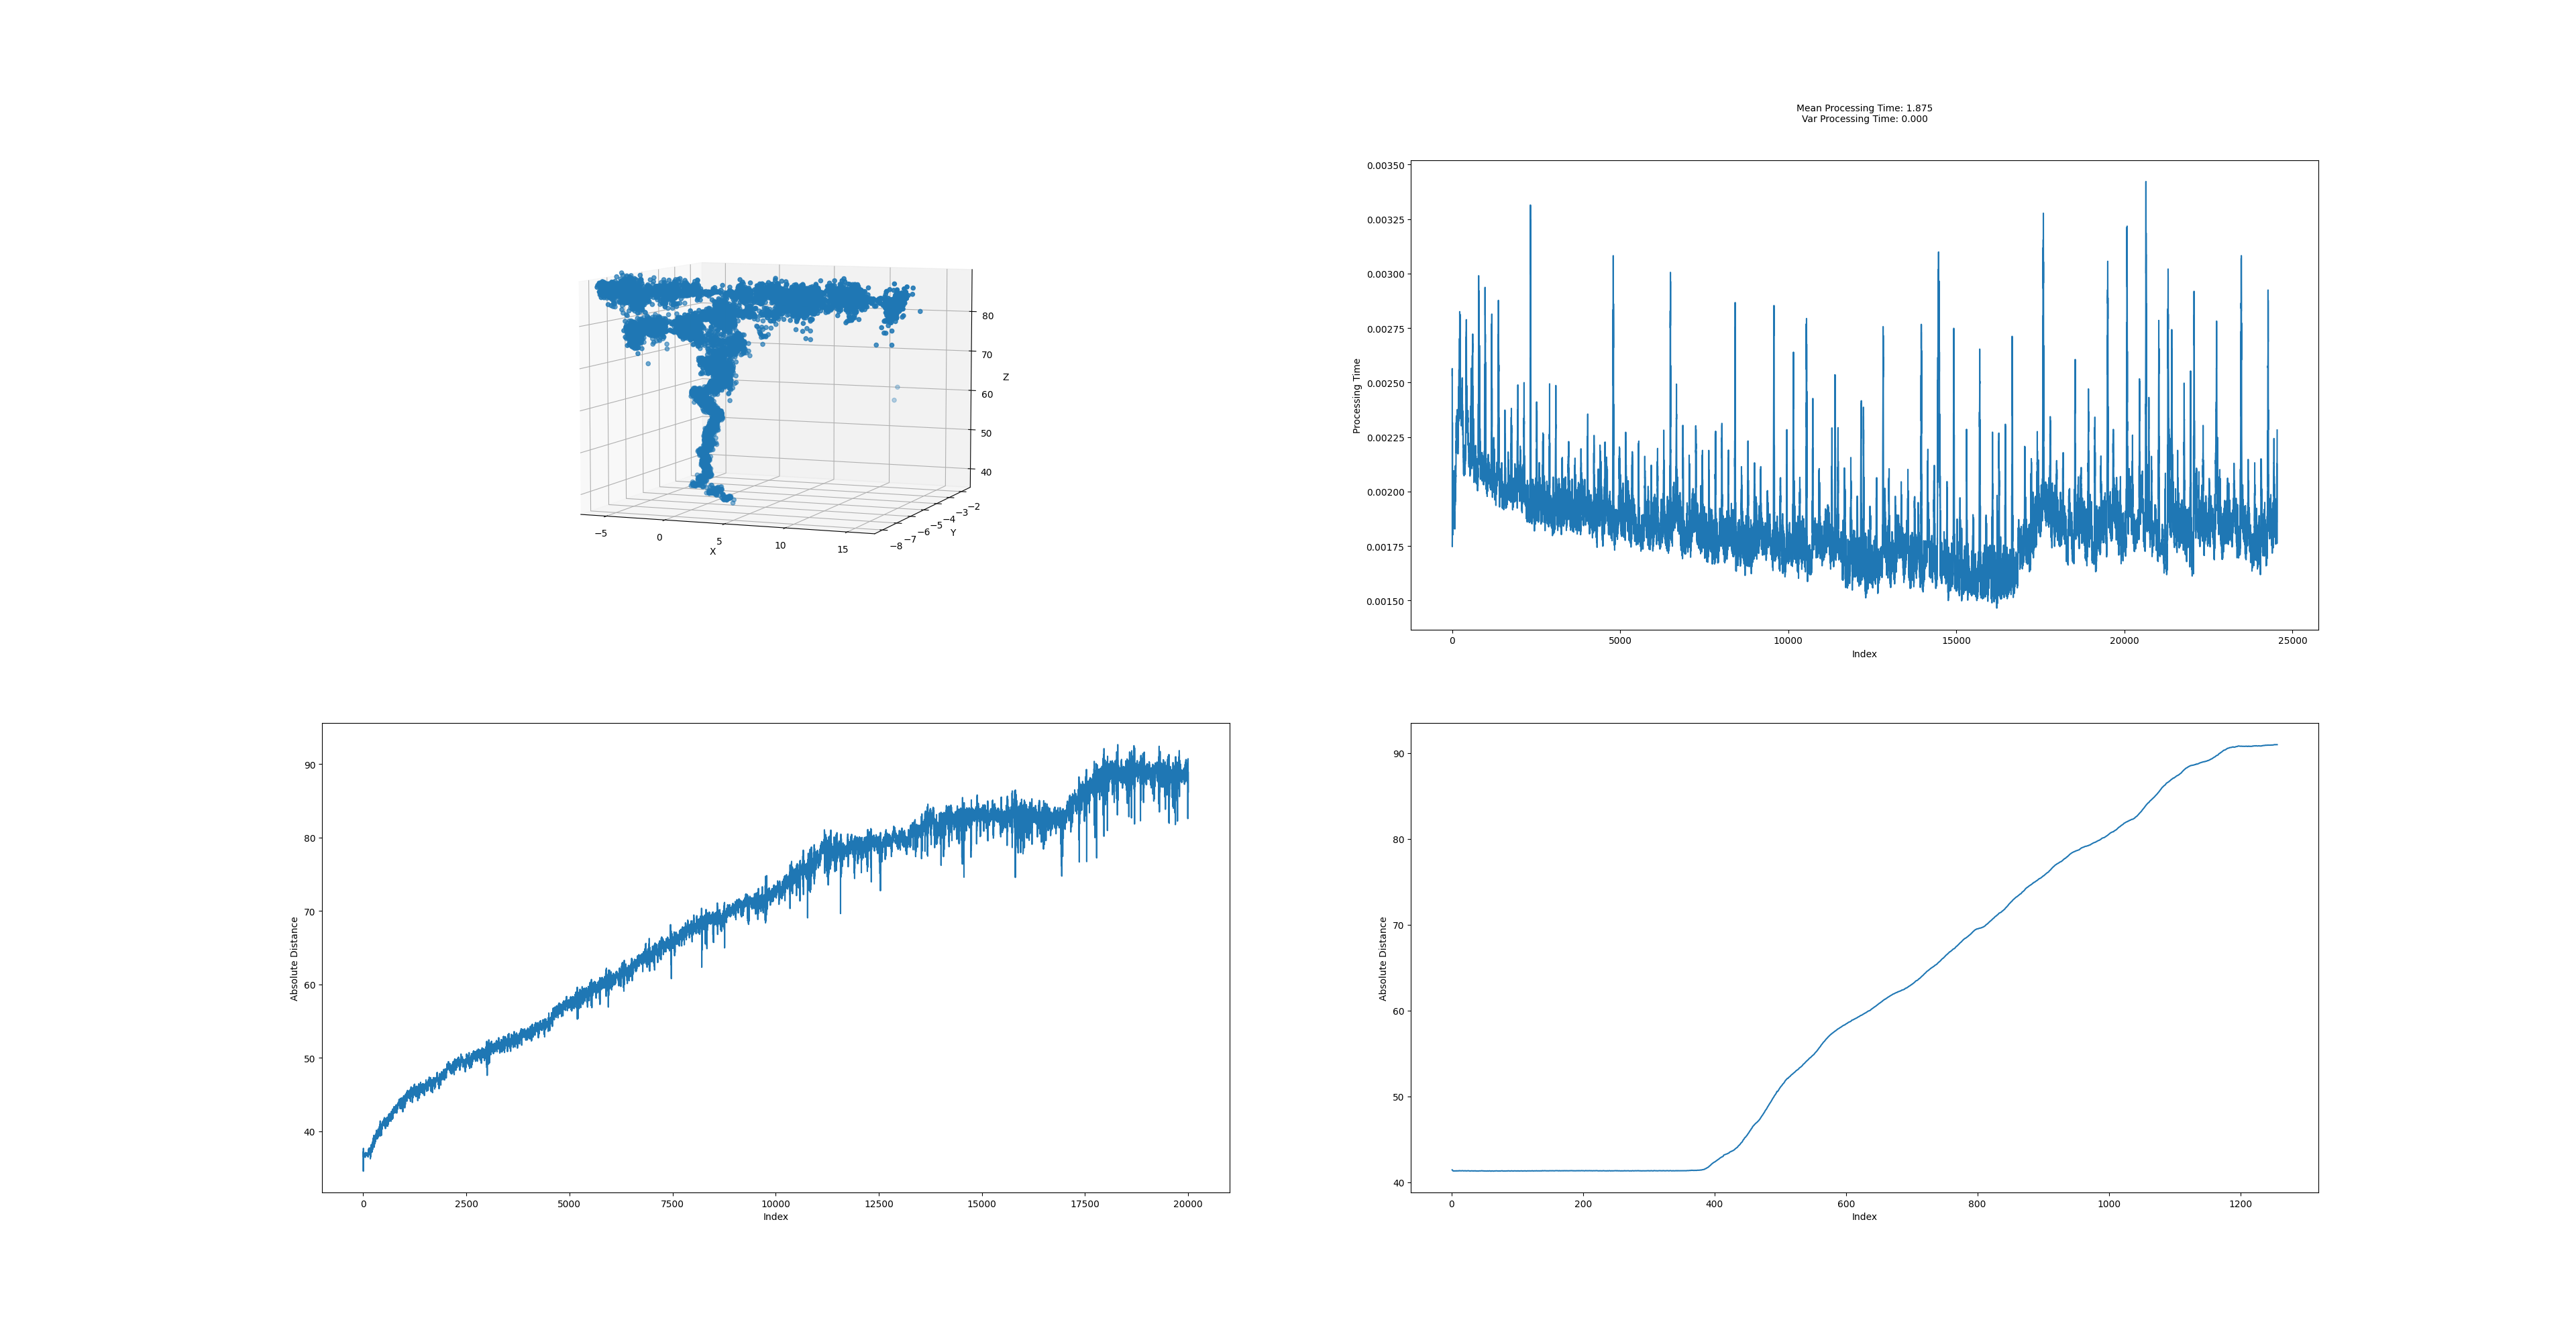 Mean Processing Time: 1.875
Var Processing Time: 0.000
80
70
60
50
40
Z
−5
0
5
10
15
X
−8
−7
−6
−5
−4
−3
−2
Y
0.00350
0.00325
0.00300
0.00275
0.00250
0.00225
0.00200
0.00175
0.00150
Processing Time
0 5000 10000 15000 20000 25000
Index
90
80
70
60
50
40
Absolute Distance
0 2500 5000 7500 10000 12500 15000 17500 20000
Index
90
80
70
60
50
40
Absolute Distance
0 200 400 600 800 1000 1200
Index